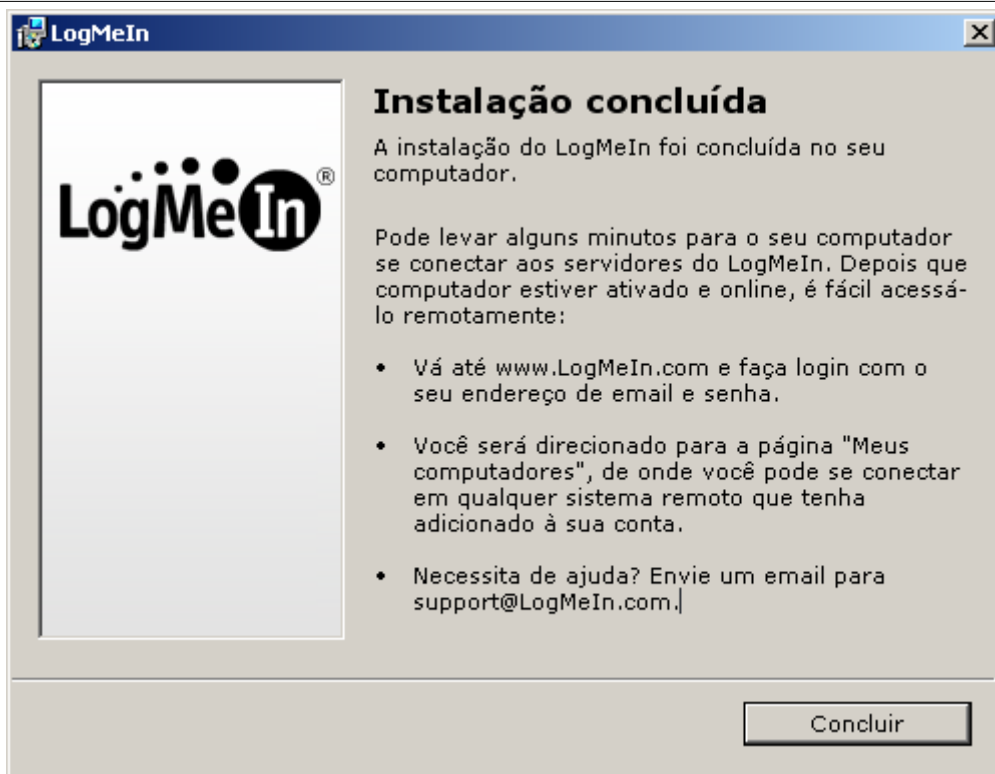 LogMeIn
LogMeIn®
Instalação concluída
A instalação do LogMeIn foi concluída no seu
computador.
Pode levar alguns minutos para o seu computador
se conectar aos servidores do LogMeIn. Depois que
computador estiver ativado e online, é fácil acessá-
lo remotamente:
• Vá até www.LogMeIn.com e faça login com o
seu endereço de email e senha.
• Você será direcionado para a página "Meus
computadores", de onde você pode se conectar
em qualquer sistema remoto que tenha
adicionado à sua conta.
• Necessita de ajuda? Envie um email para
support@LogMeIn.com.
Concluir